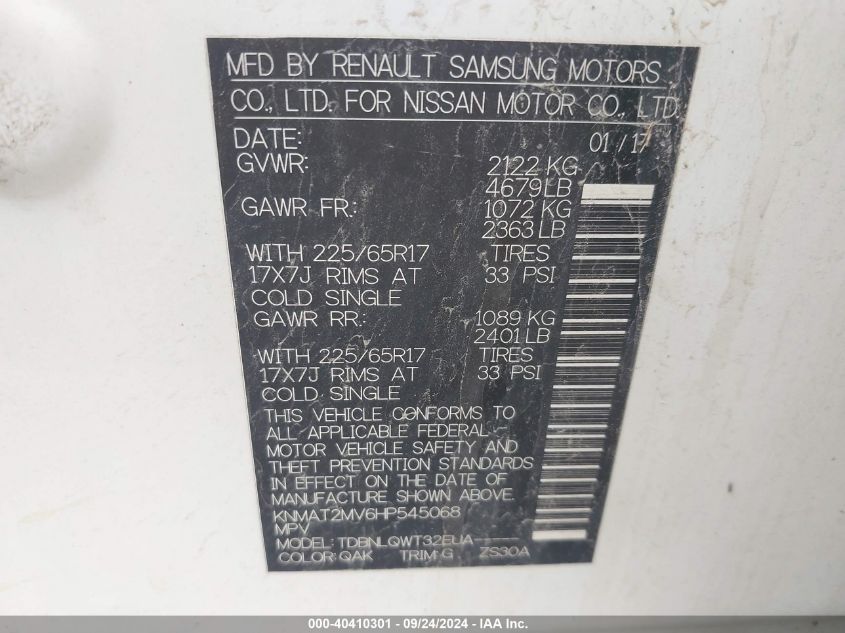 MFD BY RENAULT SAMSUNG MOTORS
CO., LTD. FOR NISSAN MOTOR CO., LTD
DATE: 01 / 17
GVWR: 2122 KG
4679 LB
GAWR FR.: 1072 KG
2363 LB
WITH 225/65R17 TIRES
17X7J RIMS AT 33 PSI
COLD SINGLE
GAWR RR.: 1089 KG
2401 LB
WITH 225/65R17 TIRES
17X7J RIMS AT 33 PSI
COLD SINGLE
THIS VEHICLE CONFORMS TO
ALL APPLICABLE FEDERAL
MOTOR VEHICLE SAFETY AND
THEFT PREVENTION STANDARDS
IN EFFECT ON THE DATE OF
MANUFACTURE SHOWN ABOVE.
KNMAT2MV6HP545068
MPV
MODEL: TDBNLQWT32EUA-----
COLOR: QAK TRIM: G ZS30A
000-40410301 - 09/24/2024 - IAA Inc.